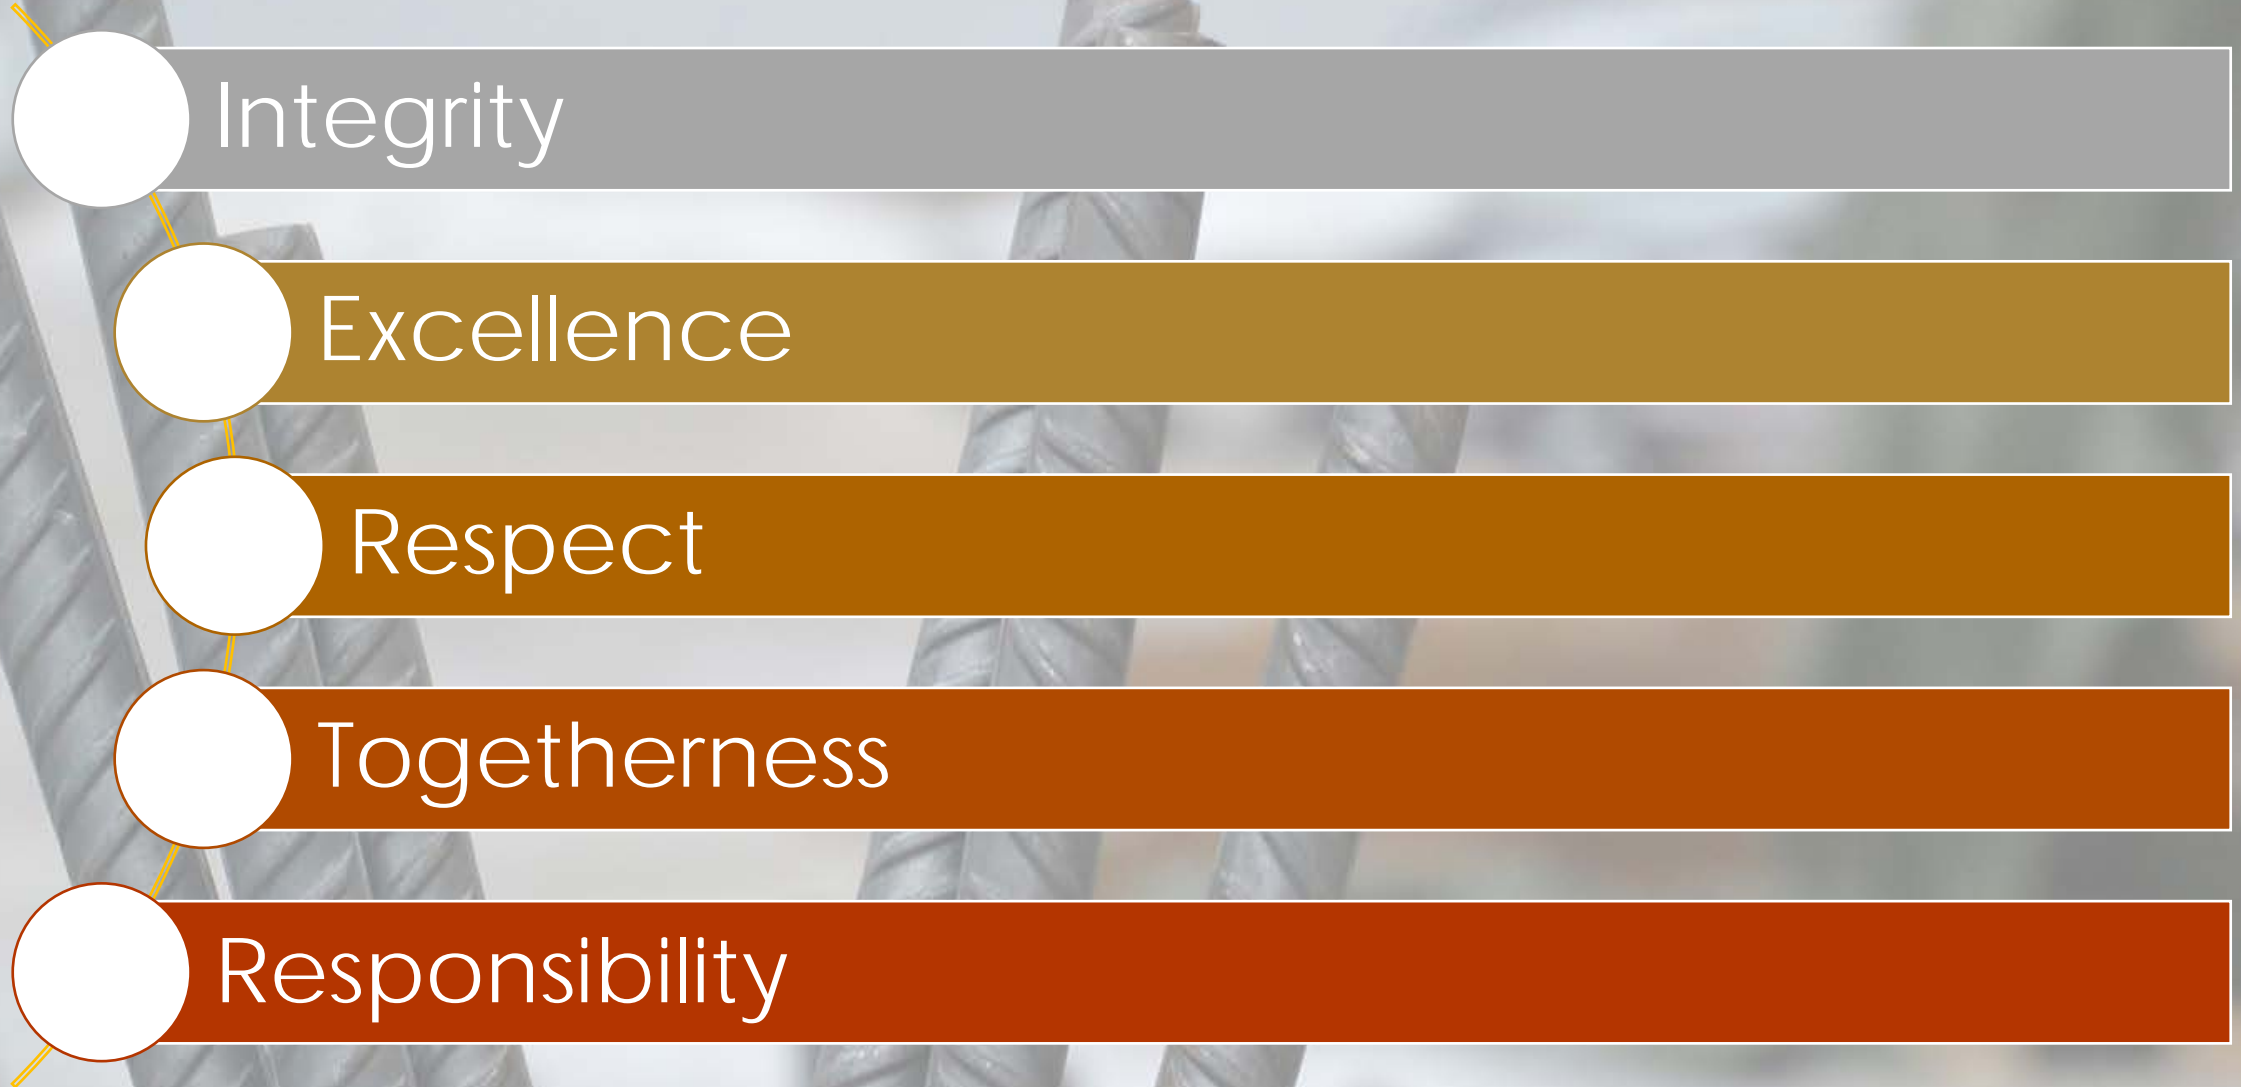 Integrity
Excellence
Respect
Togetherness
Responsibility